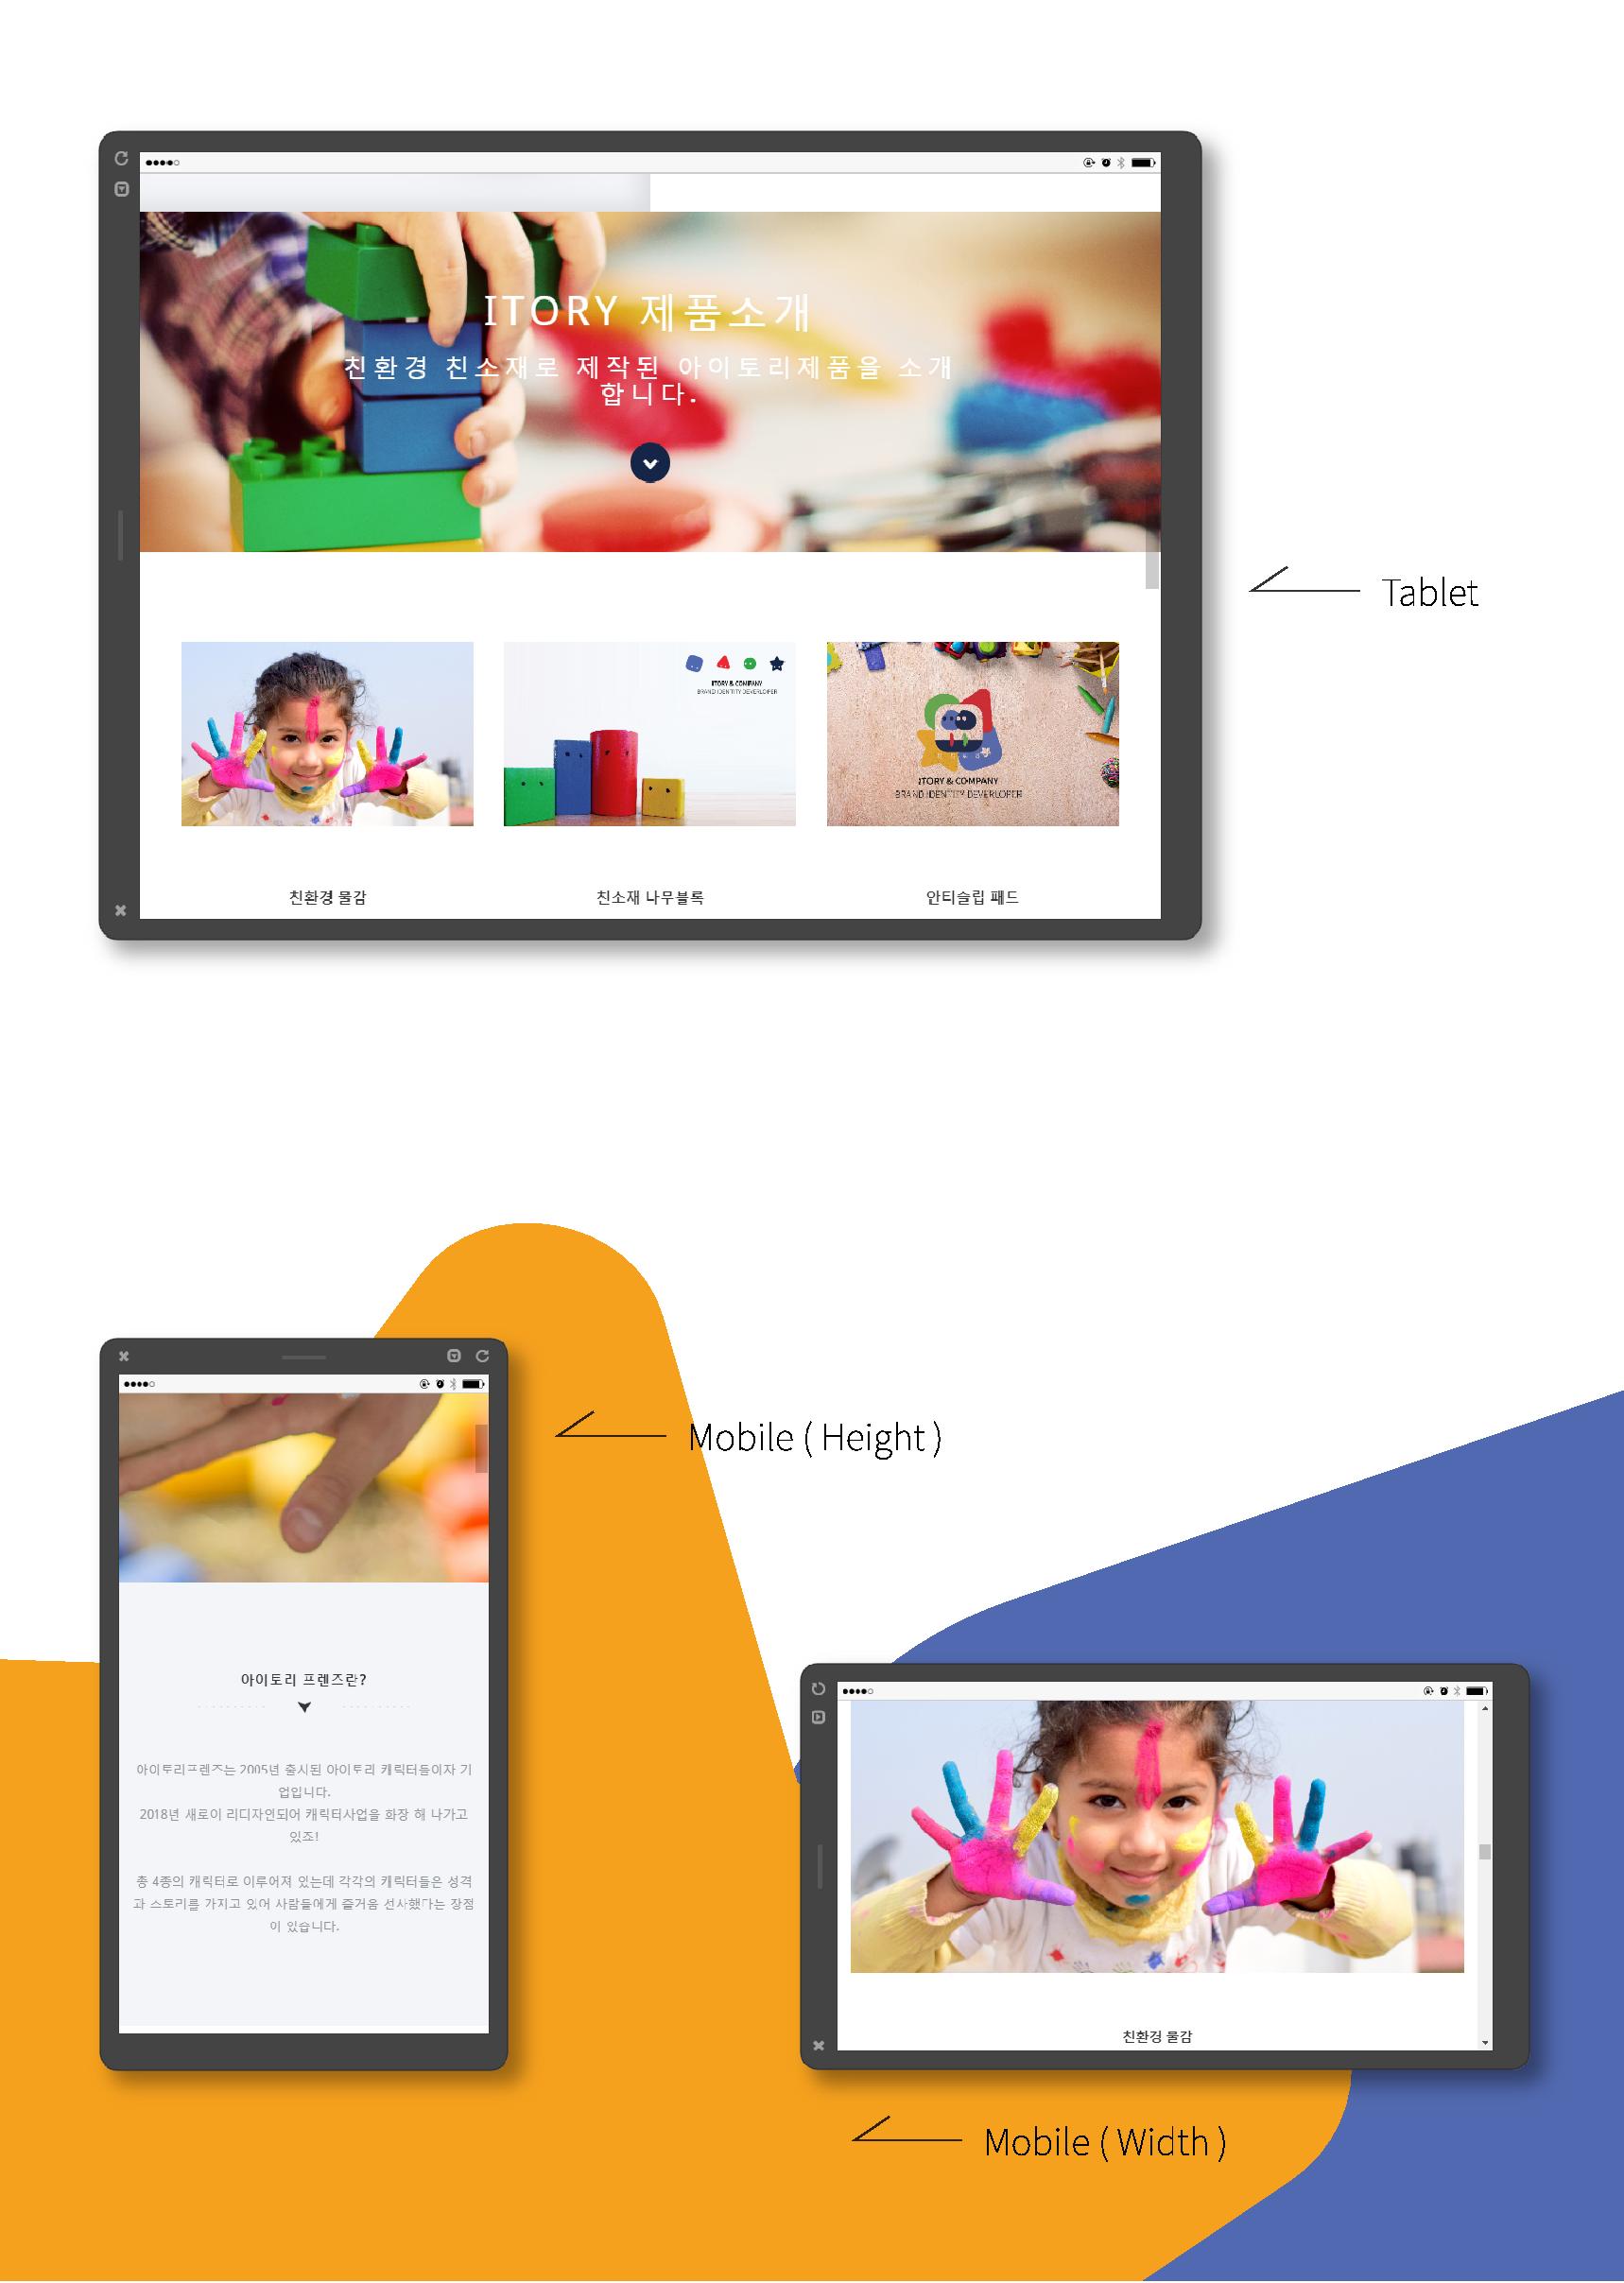 ITORY 제품소개
친환경 친소재로 제작된 아이토리제품을 소개
합니다.
Tablet
ITORY & COMPANY
BRAND IDENTITY DEVERLOFER
ITORY & COMPANY
BRAND IDENTITY DEVERLOFER
친환경 물감
친소재 나무블록
안티슬립 패드
Mobile ( Height )
아이토리 프렌즈란?
아이토리프렌즈는 2005년 출시된 아이토리 캐릭터들이자 기
업입니다.
2018년 새로이 리디자인되어 캐릭터사업을 확장 해 나가고
있죠!
총 4종의 캐릭터로 이루어져 있는데 각각의 캐릭터들은 성격
과 스토리를 가지고 있어 사람들에게 즐거움 선사했다는 장점
이 있습니다.
친환경 물감
Mobile ( Width )